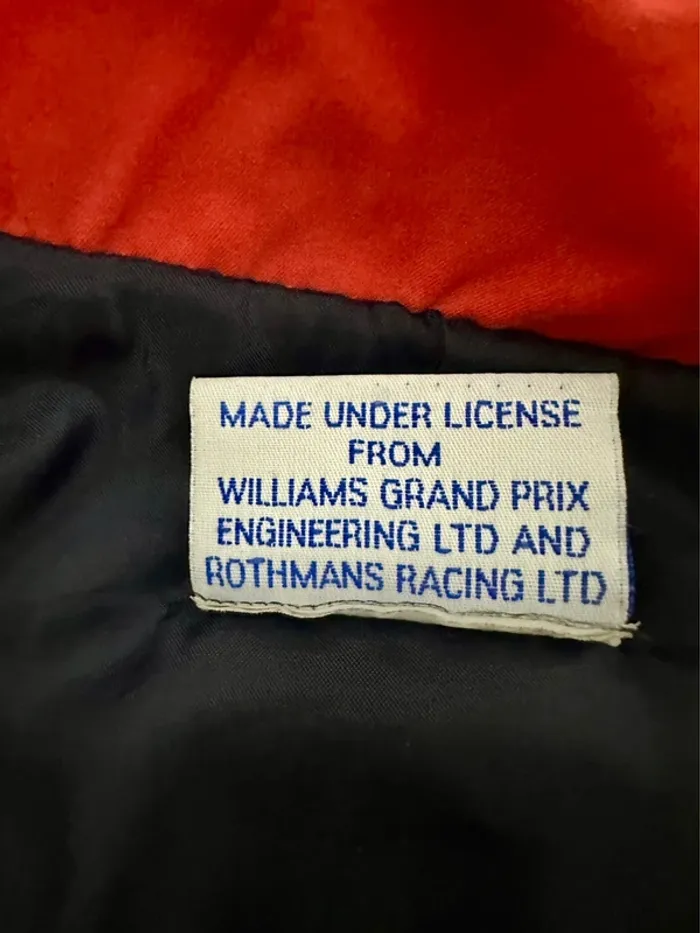 MADE UNDER LICENSE
FROM
WILLIAMS GRAND PRIX
ENGINEERING LTD AND
ROTHMANS RACING LTD